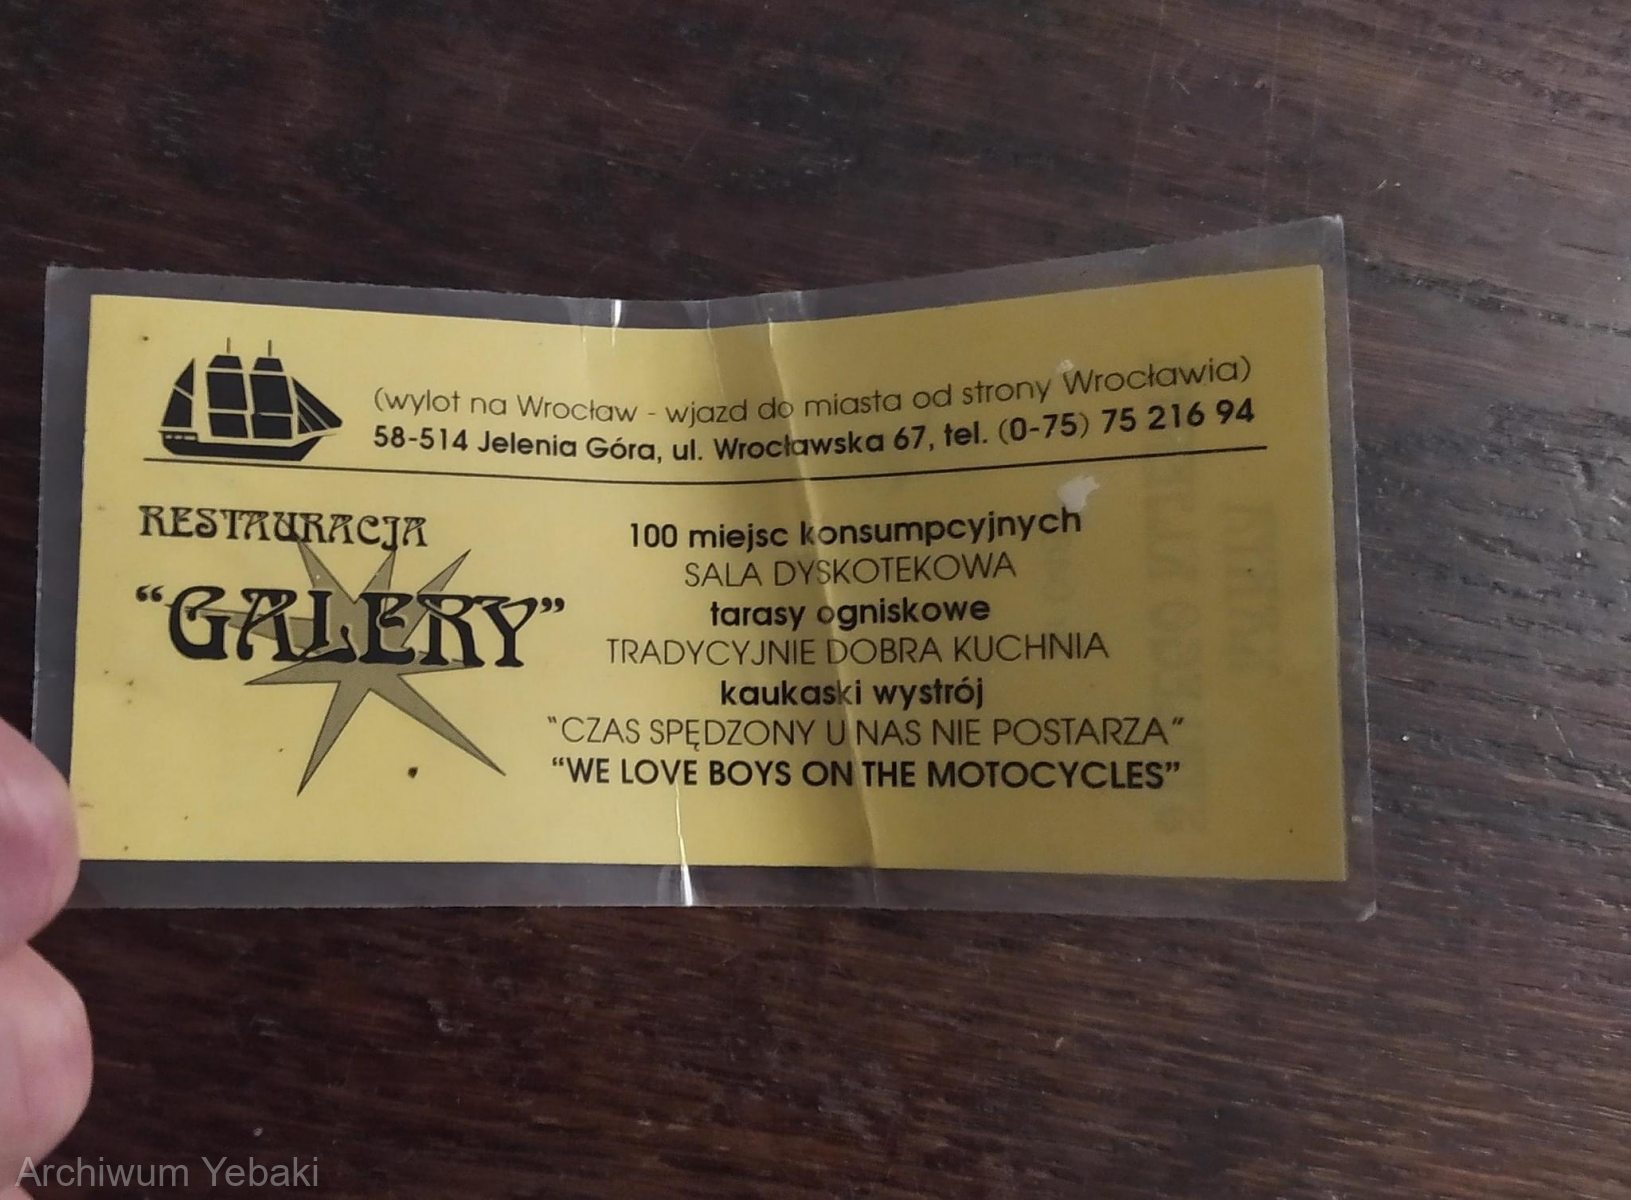 (wylot na Wrocław - wjazd do miasta od strony Wrocławia)
58-514 Jelenia Góra, ul. Wrocławska 67, tel. (0-75) 75 216 94
RESTAURACJA
“GALERY”
100 miejsc konsumpcyjnych
SALA DYSKOTEKOWA
tarasy ogniskowe
TRADYCYJNIE DOBRA KUCHNIA
kaukaski wystrój
“CZAS SPĘDZONY U NAS NIE POSTARZA”
“WE LOVE BOYS ON THE MOTOCYCLES”
Archiwum Yebaki